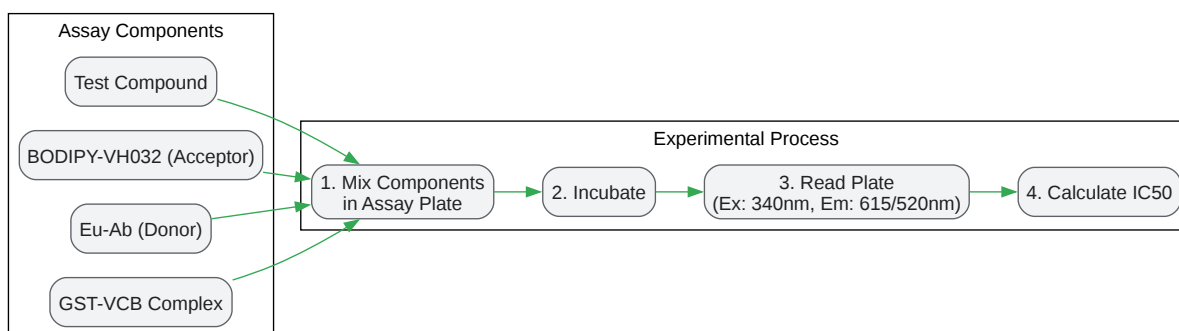 Assay Components
Test Compound
BODIPY-VH032 (Acceptor)
Eu-Ab (Donor)
GST-VCB Complex
Experimental Process
1. Mix Components
in Assay Plate
2. Incubate
3. Read Plate
(Ex: 340nm, Em: 615/520nm)
4. Calculate IC50